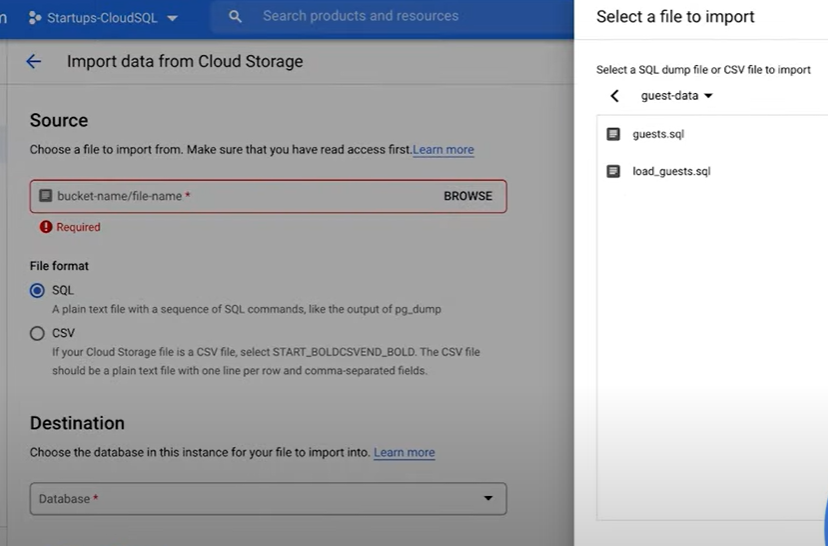 Startups-CloudSQL
Search products and resources
Import data from Cloud Storage
Source
Choose a file to import from. Make sure that you have read access first.Learn more
bucket-name/file-name *
BROWSE
Required
File format
SQL
A plain text file with a sequence of SQL commands, like the output of pg_dump
CSV
If your Cloud Storage file is a CSV file, select START_BOLDCSVEND_BOLD. The CSV file
should be a plain text file with one line per row and comma-separated fields.
Destination
Choose the database in this instance for your file to import into. Learn more
Database *
Select a file to import
Select a SQL dump file or CSV file to import
guest-data
guests.sql
load_guests.sql